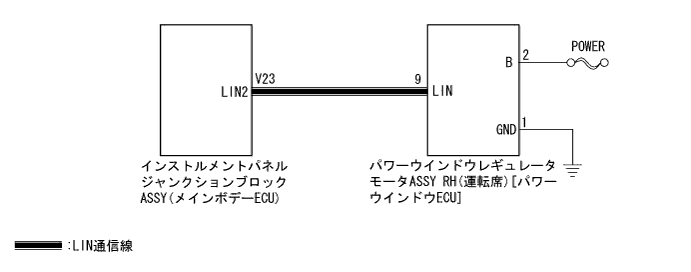 POWER
2
B
V23
9
LIN2
LIN
1
GND
インストルメントパネル
ジャンクションブロック
ASSY(メインボデーECU)
パワーウインドウレギュレータ
モータASSY RH(運転席)[パワー
ウインドウECU]
:LIN通信線